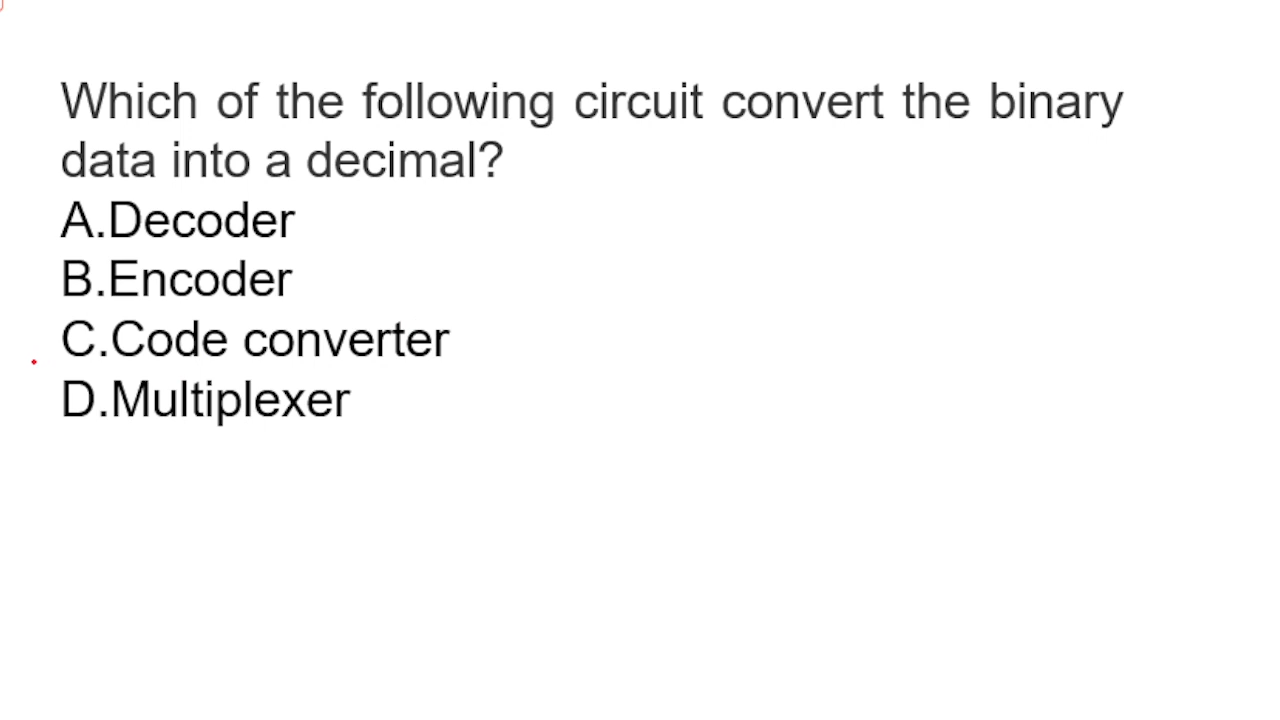 Which of the following circuit convert the binary
data into a decimal?
A.Decoder
B.Encoder
C.Code converter
D.Multiplexer